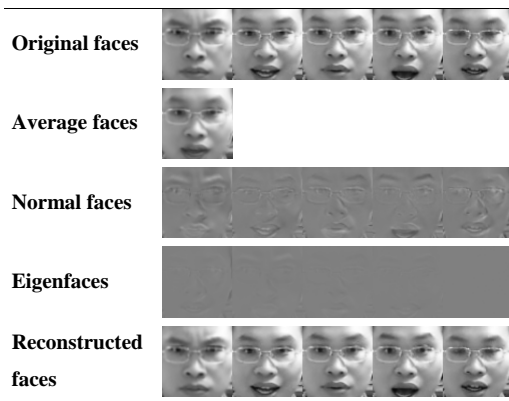 Original faces
Average faces
Normal faces
Eigenfaces
Reconstructed
faces